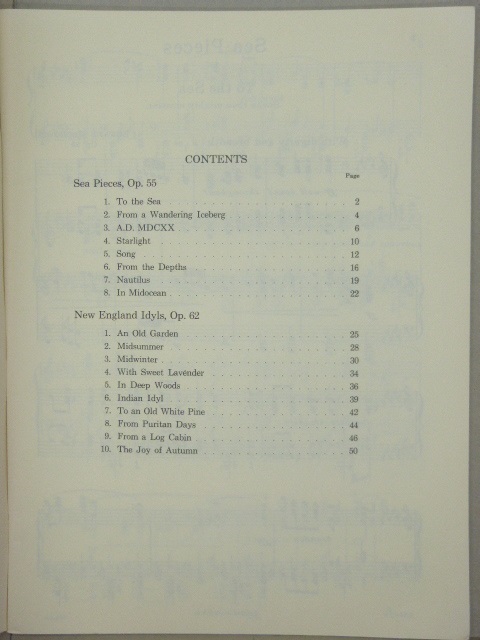 CONTENTS
Page
Sea Pieces, Op. 55
1. To the Sea . . . . . . . . . . . . . . . . 2
2. From a Wandering Iceberg . . . . . . . . . . 4
3. A.D. MDCXX . . . . . . . . . . . . . . . 6
4. Starlight . . . . . . . . . . . . . . . . 10
5. Song . . . . . . . . . . . . . . . . . . 12
6. From the Depths . . . . . . . . . . . . . 16
7. Nautilus . . . . . . . . . . . . . . . . 19
8. In Midocean . . . . . . . . . . . . . . . 22
New England Idyls, Op. 62
1. An Old Garden . . . . . . . . . . . . . . 25
2. Midsummer . . . . . . . . . . . . . . . . 28
3. Midwinter . . . . . . . . . . . . . . . . 30
4. With Sweet Lavender . . . . . . . . . . . . 34
5. In Deep Woods . . . . . . . . . . . . . . 36
6. Indian Idyl . . . . . . . . . . . . . . . 39
7. To an Old White Pine . . . . . . . . . . . . 42
8. From Puritan Days . . . . . . . . . . . . . 44
9. From a Log Cabin . . . . . . . . . . . . . 46
10. The Joy of Autumn . . . . . . . . . . . . . 50